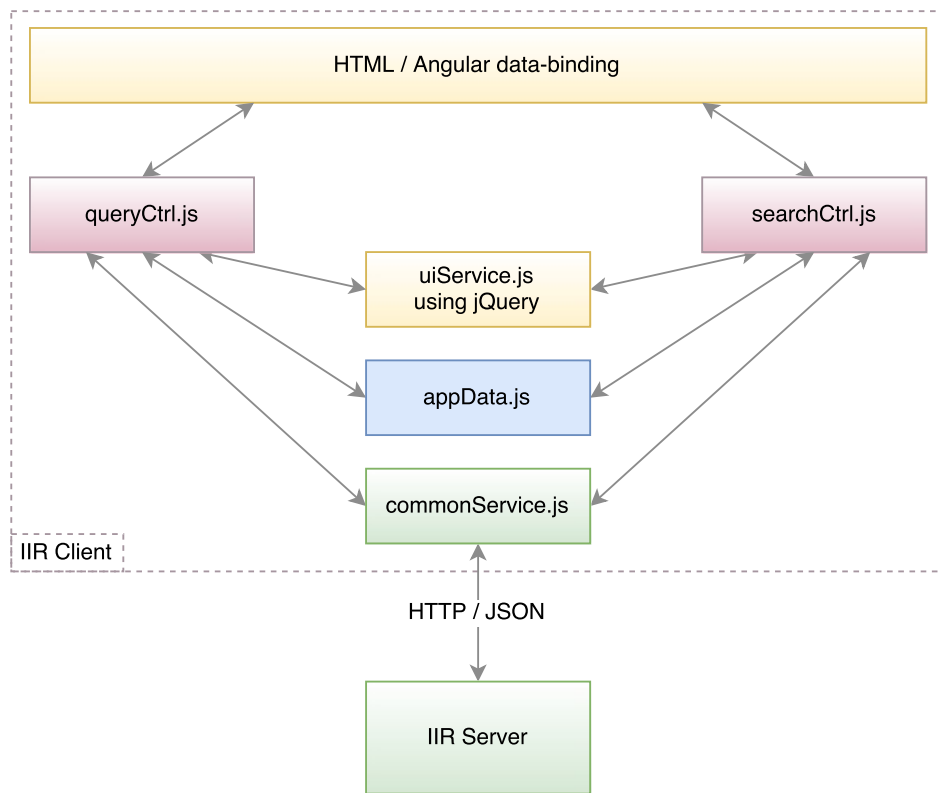 HTML / Angular data-binding
queryCtrl.js
searchCtrl.js
uiService.js
using jQuery
appData.js
commonService.js
IIR Client
HTTP / JSON
IIR Server